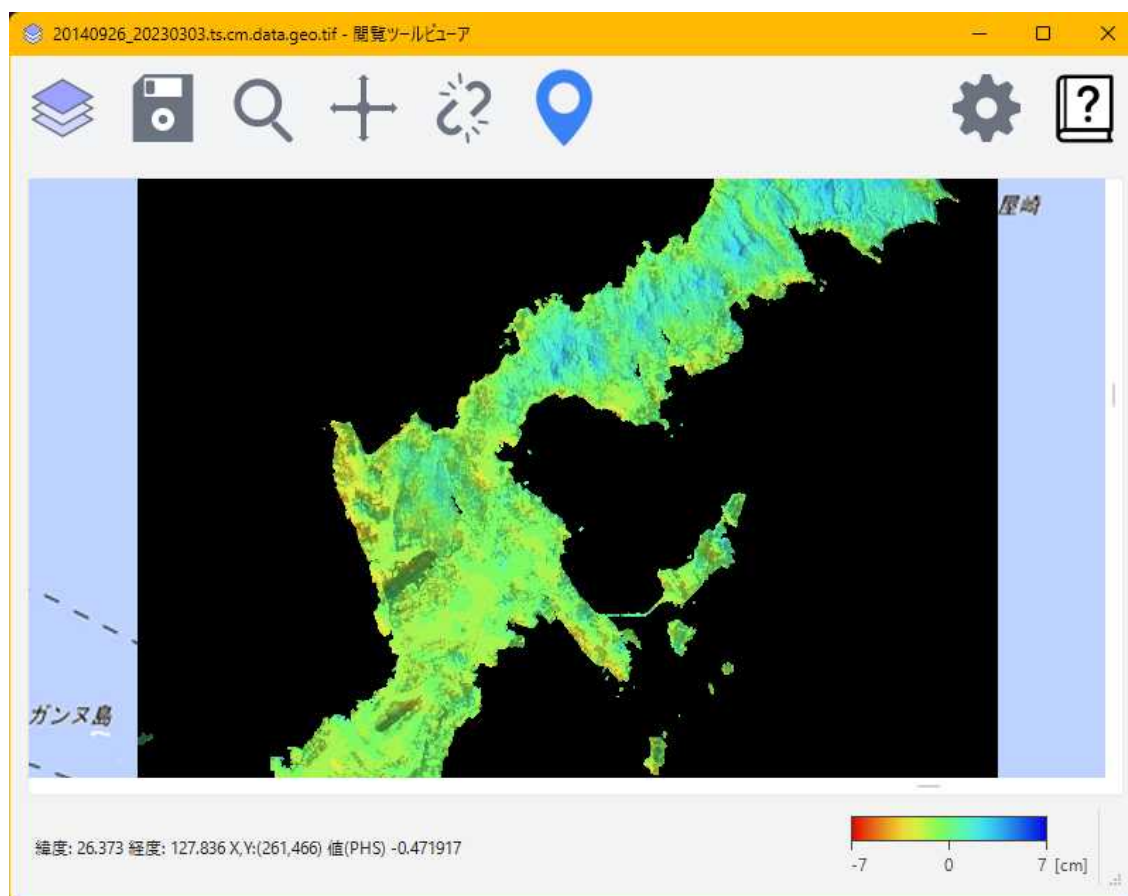 20140926_20230303.ts.cm.data.geo.tif - 閲覧ツールビューア
?
屋崎
ガンヌ島
緯度: 26.373 経度: 127.836 X,Y:(261,466) 値(PHS) -0.471917
-7 0 7 [cm]